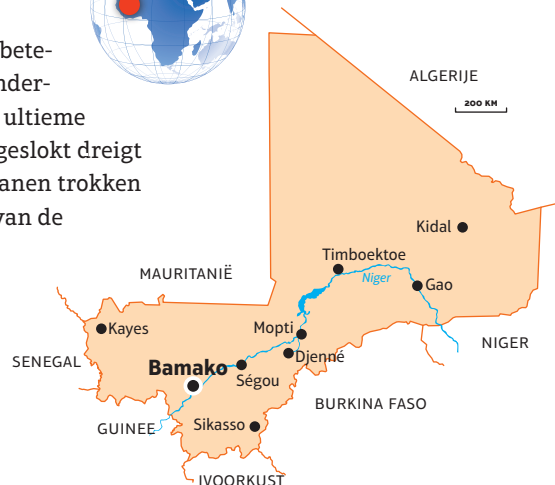 bete-
nder-
ultieme
geslokt dreigt
anen trokken
van de
ALGERIJE
200 KM
Kidal
Timboektoe
Niger
Gao
MAURITANIË
Kayes
Mopti
NIGER
Djenné
SENEGAL
Bamako
Ségou
BURKINA FASO
GUINEE
Sikasso
IVOORKUST